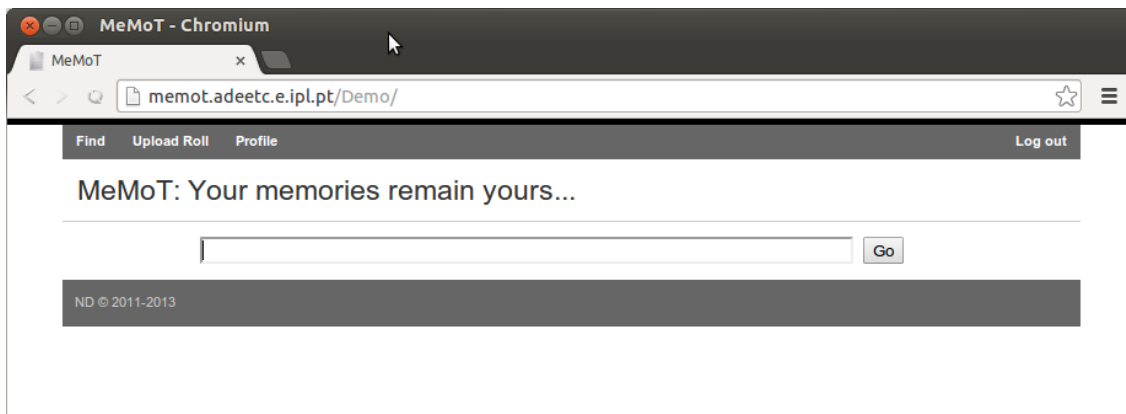 MeMoT - Chromium
MeMoT
memot.adeetc.e.ipl.pt/Demo/
Find Upload Roll Profile Log out
MeMoT: Your memories remain yours...
Go
ND © 2011-2013